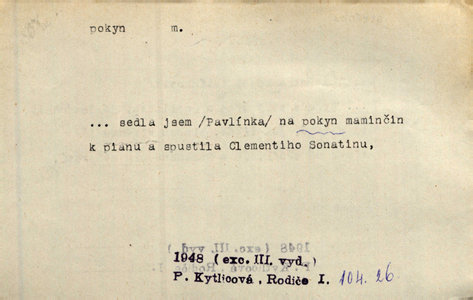 pokyn m.
... sedla jsem /Pavlínka/ na pokyn maminčin
k pianu a spustila Clementiho Sonatinu,
1948 ( exc. III. vyd. )
P. Kytlicová, Rodiče I. 104. 26